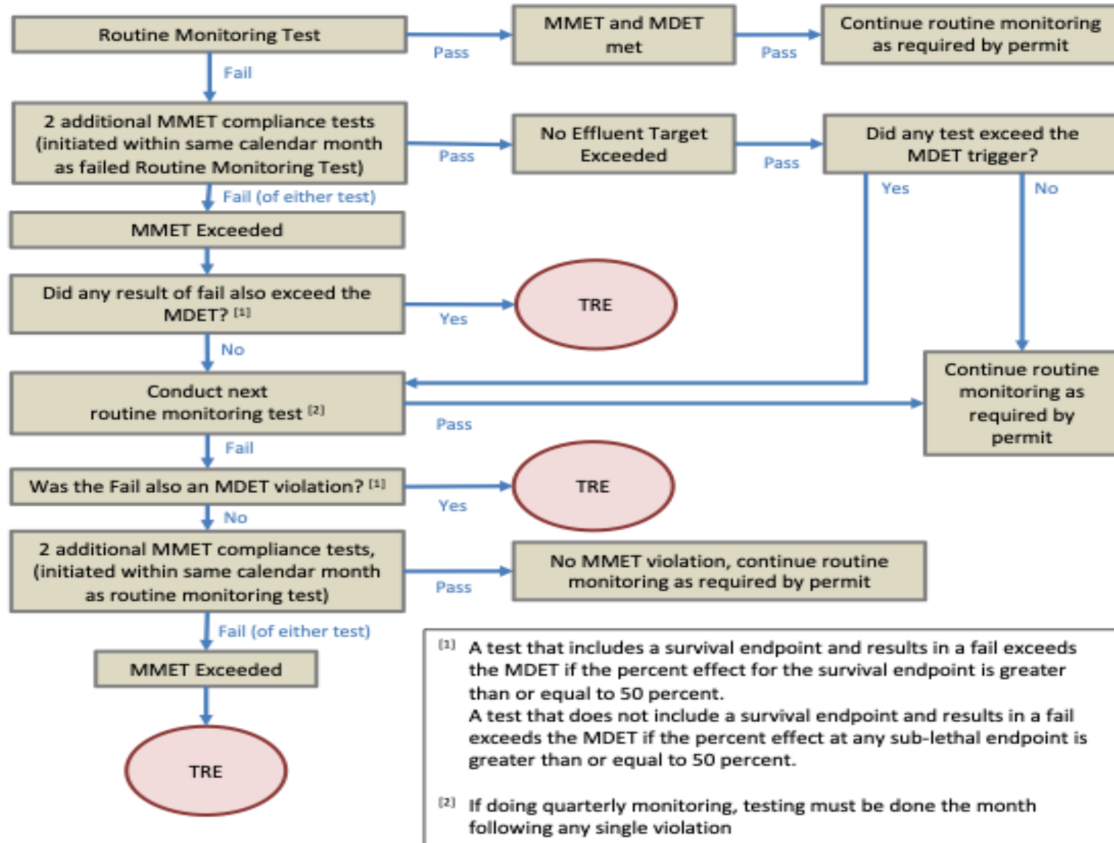 Routine Monitoring Test
Pass
MMET and MDET
met
Pass
Continue routine monitoring
as required by permit
Fail
2 additional MMET compliance tests
(initiated within same calendar month
as failed Routine Monitoring Test)
Pass
No Effluent Target
Exceeded
Pass
Did any test exceed the
MDET trigger?
Yes
No
Fail (of either test)
MMET Exceeded
Did any result of fail also exceed the
MDET? [1]
Yes
TRE
No
Conduct next
routine monitoring test [2]
Pass
Continue routine
monitoring as
required by
permit
Fail
Was the Fail also an MDET violation? [1]
Yes
TRE
No
2 additional MMET compliance tests,
(initiated within same calendar month
as routine monitoring test)
Pass
No MMET violation, continue routine
monitoring as required by permit
Fail (of either test)
MMET Exceeded
TRE
[1] A test that includes a survival endpoint and results in a fail exceeds
the MDET if the percent effect for the survival endpoint is greater
than or equal to 50 percent.
A test that does not include a survival endpoint and results in a fail
exceeds the MDET if the percent effect at any sub-lethal endpoint is
greater than or equal to 50 percent.
[2] If doing quarterly monitoring, testing must be done the month
following any single violation